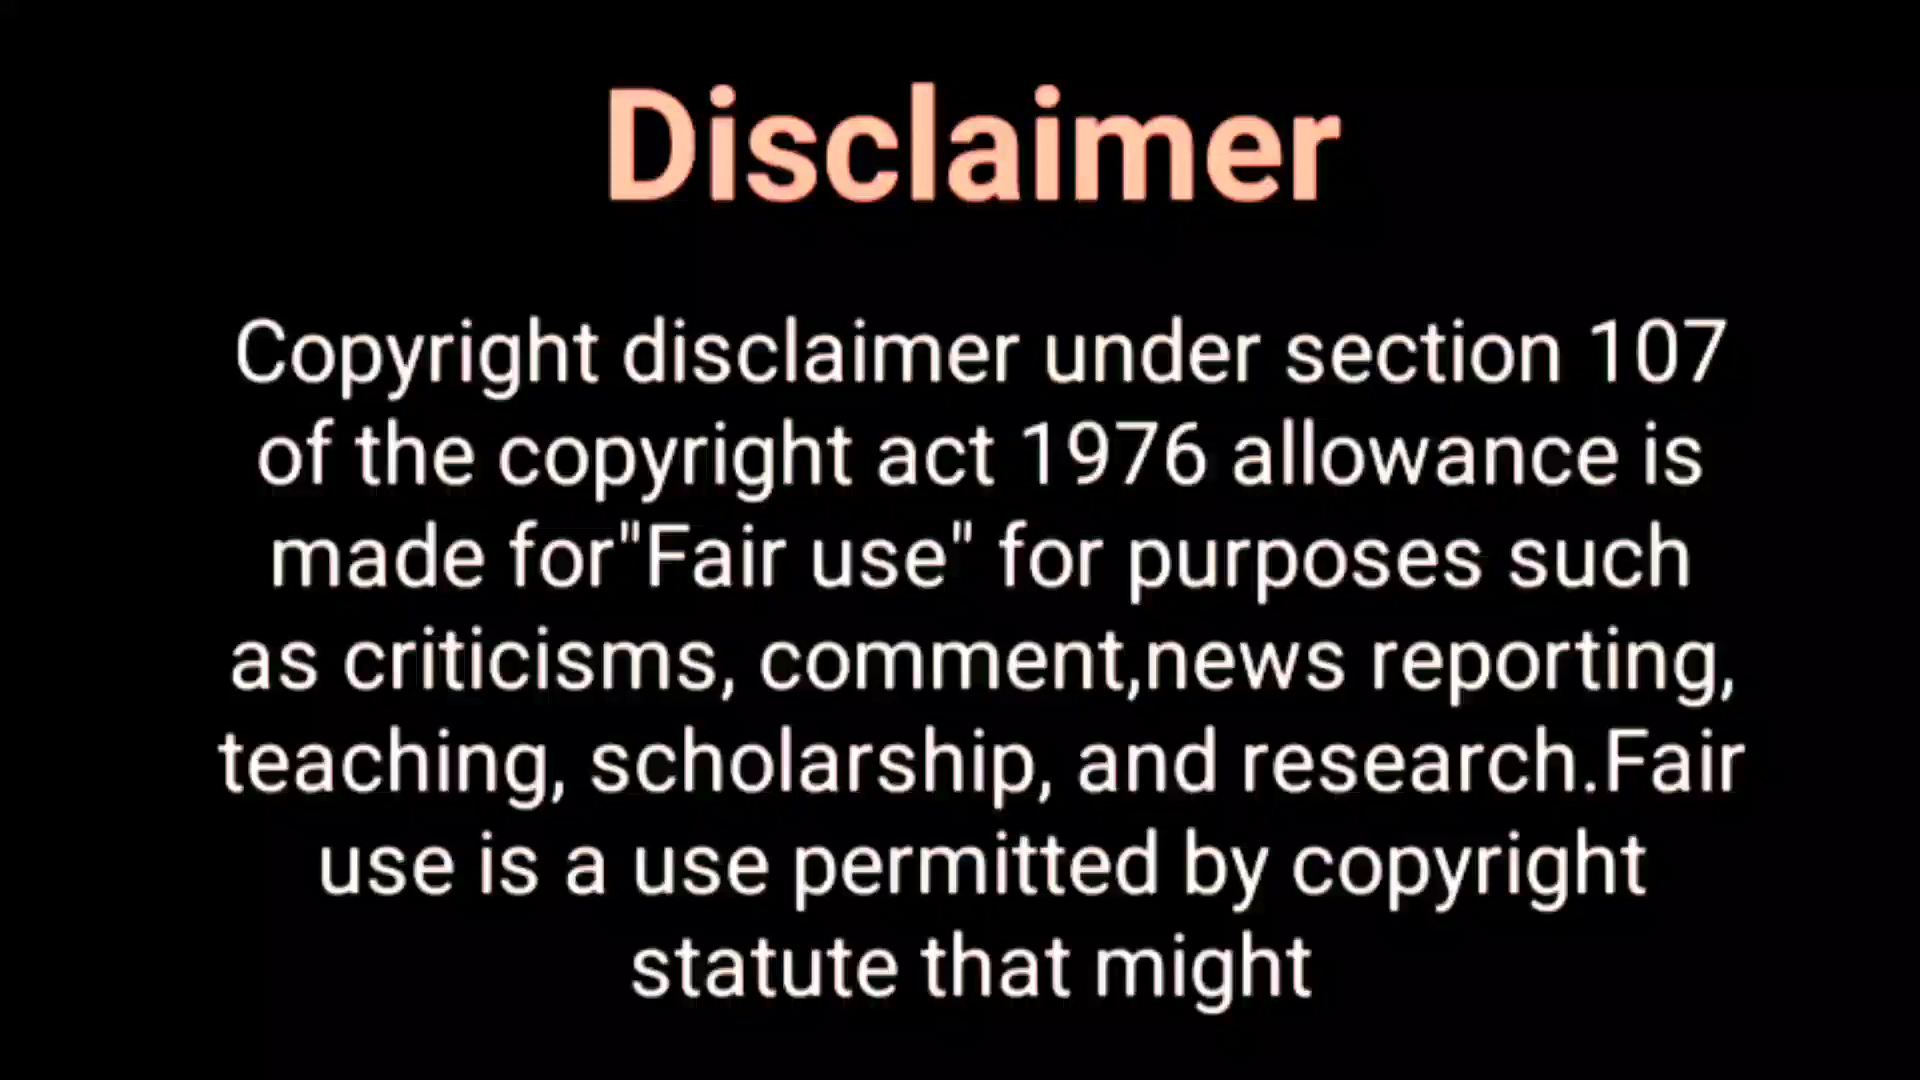 Disclaimer
Copyright disclaimer under section 107
of the copyright act 1976 allowance is
made for"Fair use" for purposes such
as criticisms, comment,news reporting,
teaching, scholarship, and research.Fair
use is a use permitted by copyright
statute that might